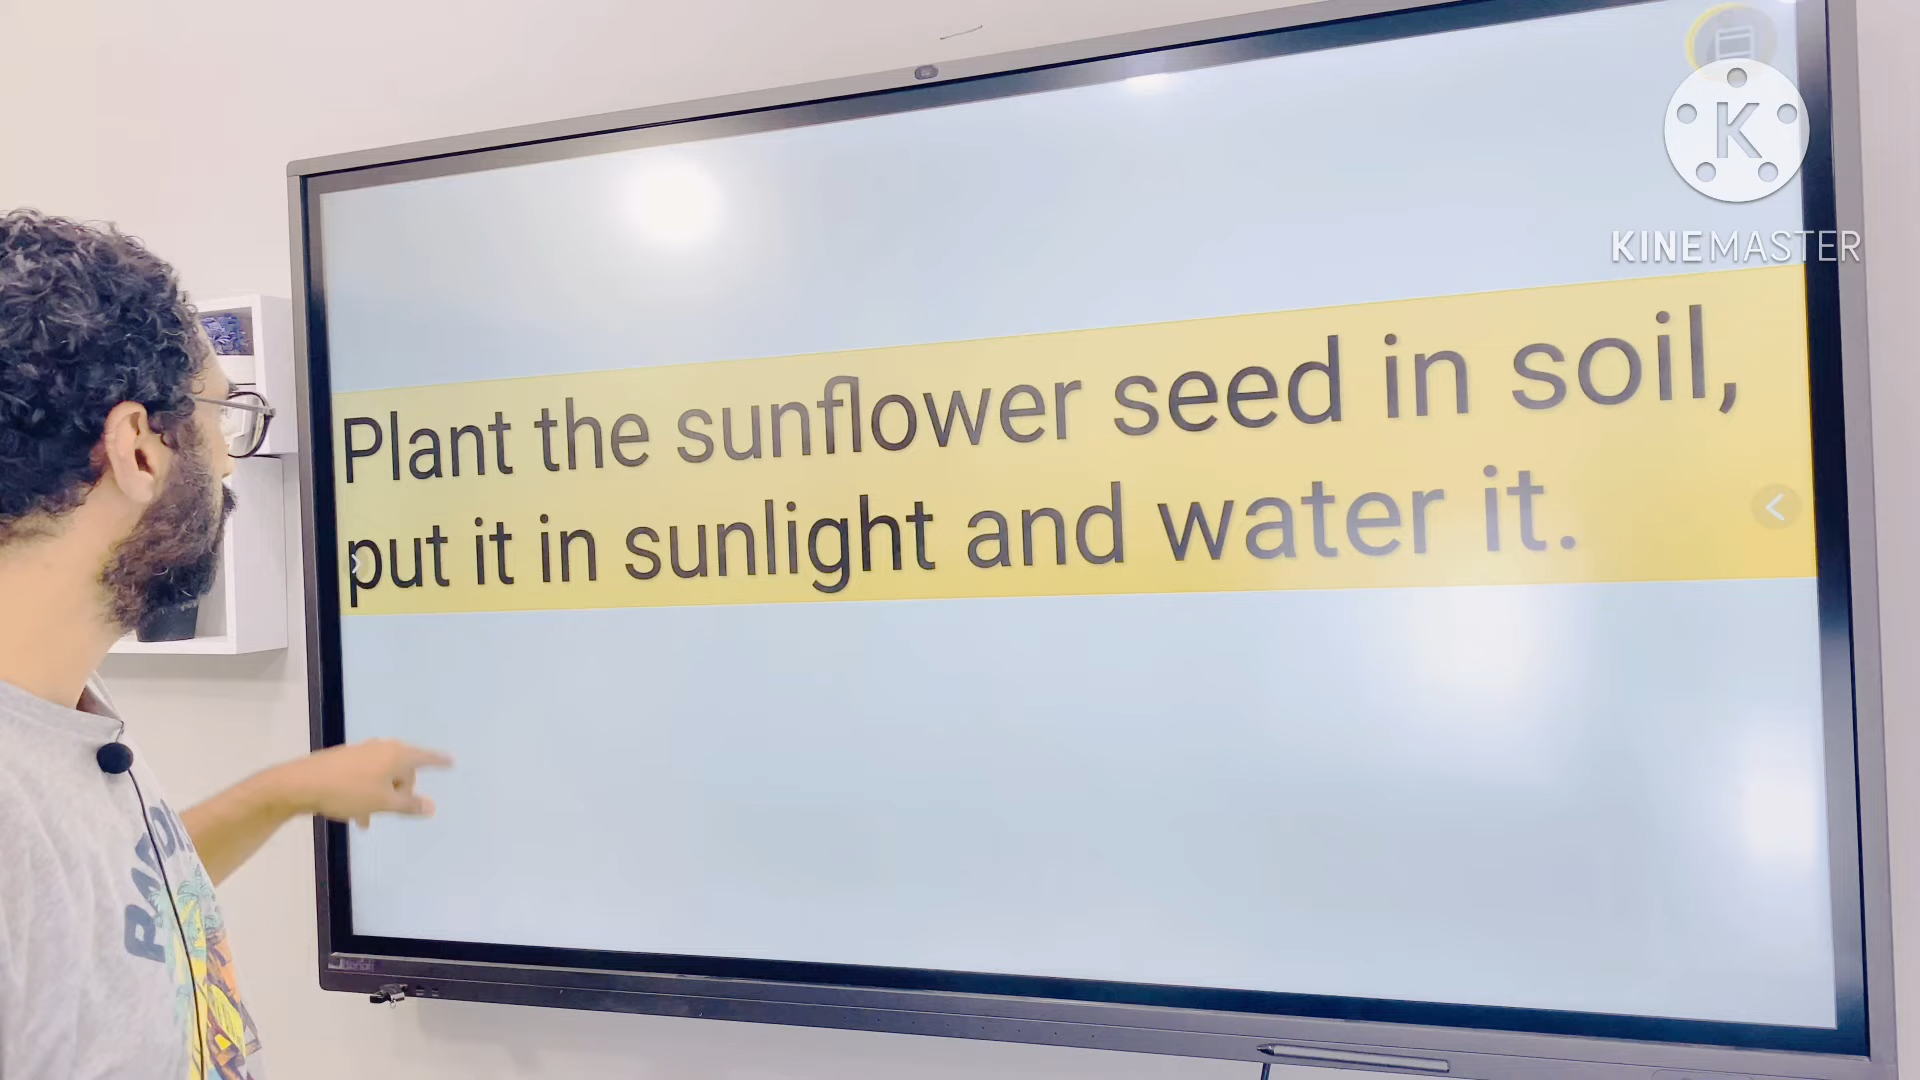 K
KINEMASTER
Plant the sunflower seed in soil,
put it in sunlight and water it.